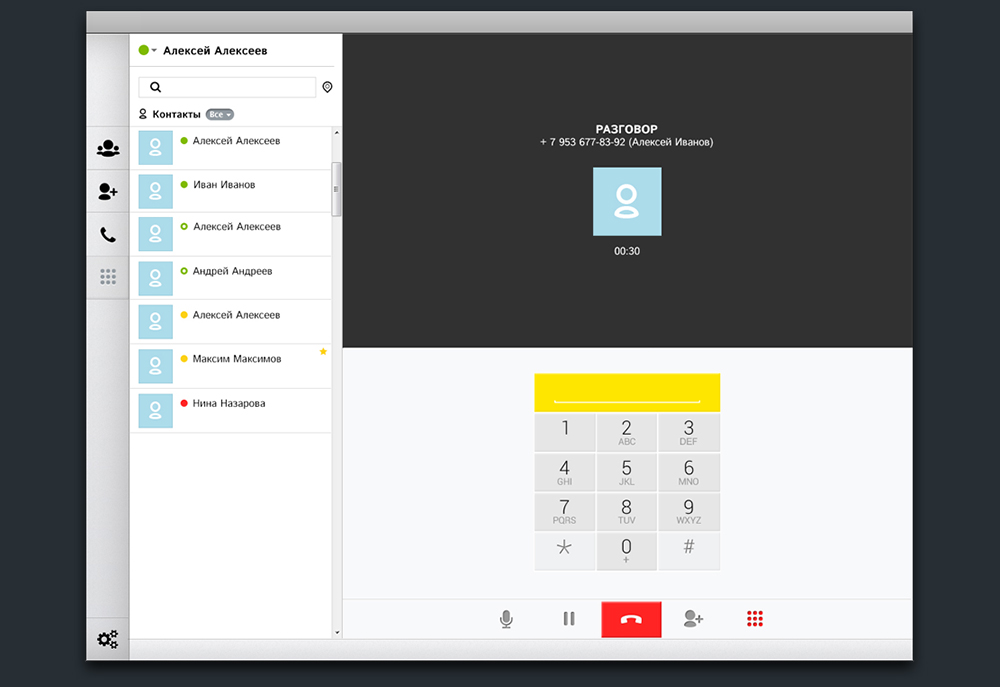 Алексей Алексеев
Контакты Все
Алексей Алексеев
Иван Иванов
Алексей Алексеев
Андрей Андреев
Алексей Алексеев
Максим Максимов
Нина Назарова
РАЗГОВОР
+ 7 953 677-83-92 (Алексей Иванов)
00:30
1 2 3
ABC DEF
4 5 6
GHI JKL MNO
7 8 9
PQRS TUV WXYZ
* 0 #
+